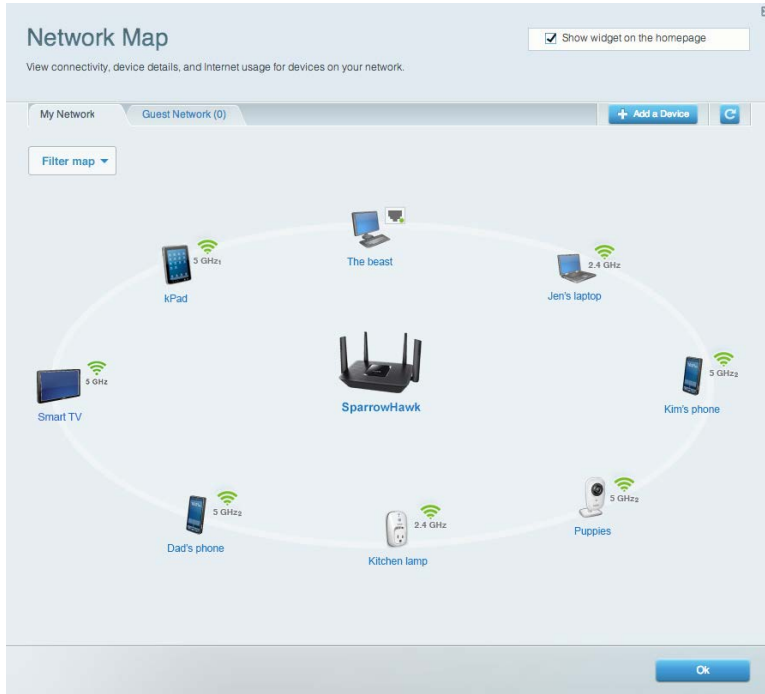 Network Map
Show widget on the homepage
View connectivity, device details, and Internet usage for devices on your network.
My Network
Guest Network (0)
Add a Device
Filter map
The beast
5 GHz1
kPad
2.4 GHz
Jen's laptop
5 GHz
Smart TV
SparrowHawk
5 GHz2
Kim's phone
5 GHz2
Dad's phone
2.4 GHz
Kitchen lamp
5 GHz2
Puppies
Ok